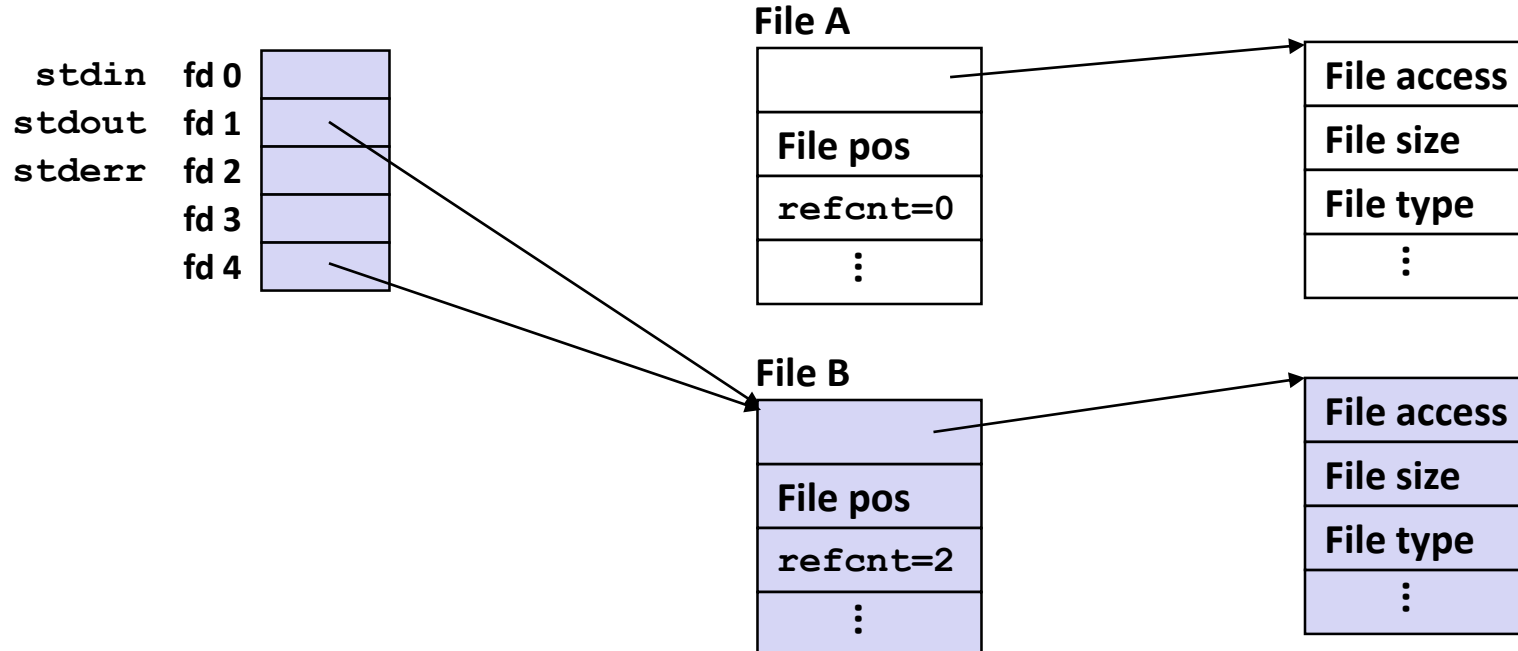 stdin fd 0
stdout fd 1
stderr fd 2
fd 3
fd 4
File A
File pos
refcnt=0
⋮
File access
File size
File type
⋮
File B
File pos
refcnt=2
⋮
File access
File size
File type
⋮